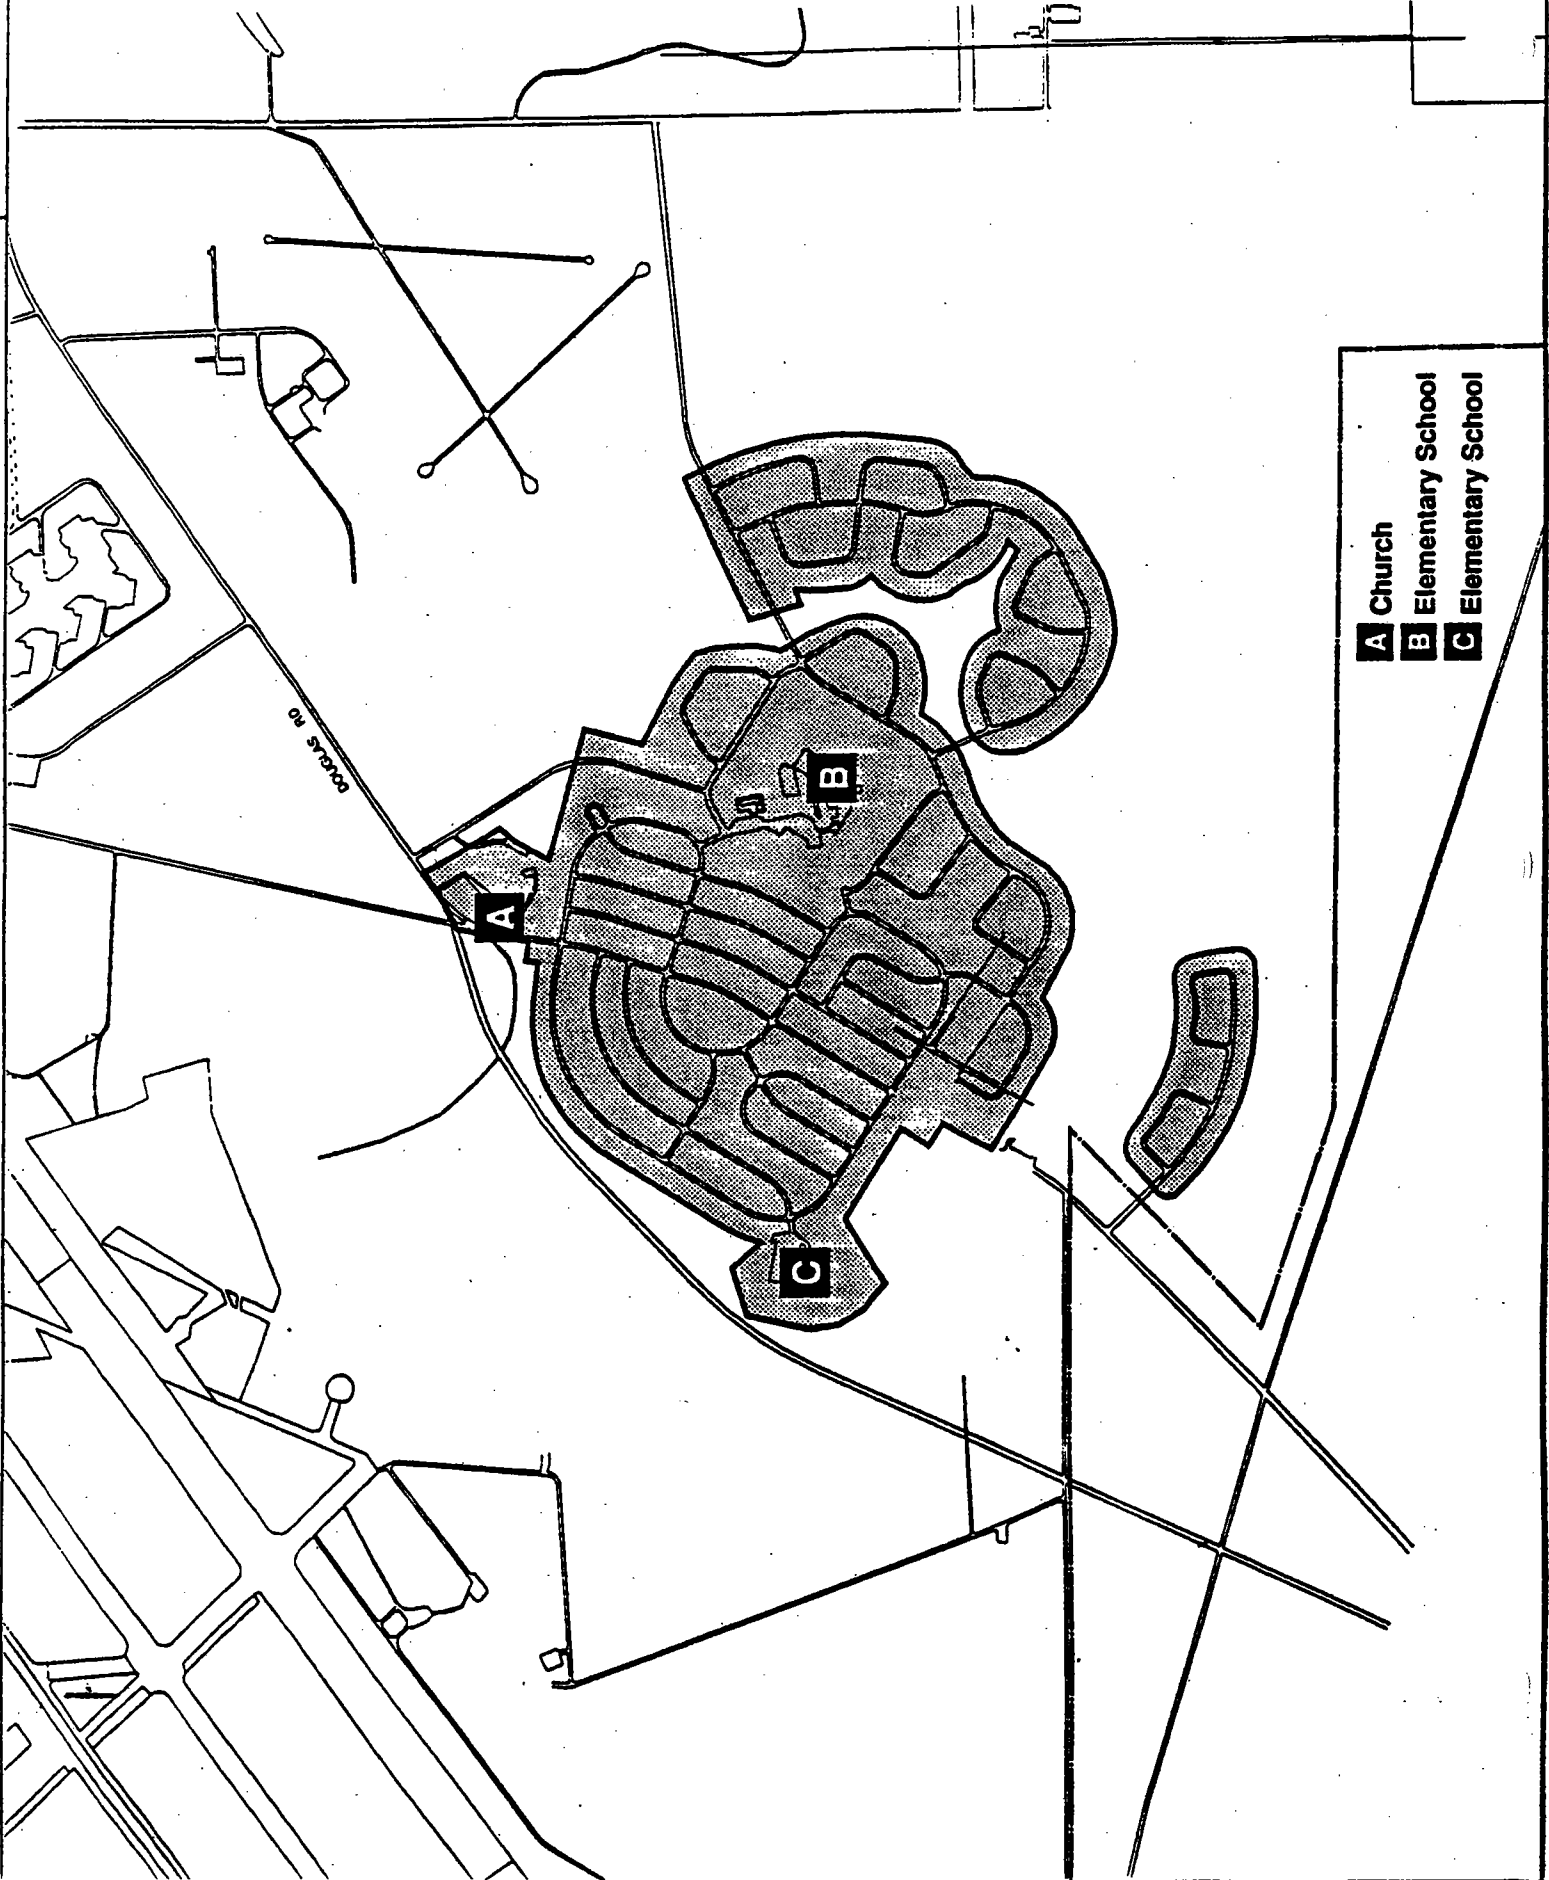 DOUGLAS RD
A
B
C
A Church
B Elementary School
C Elementary School